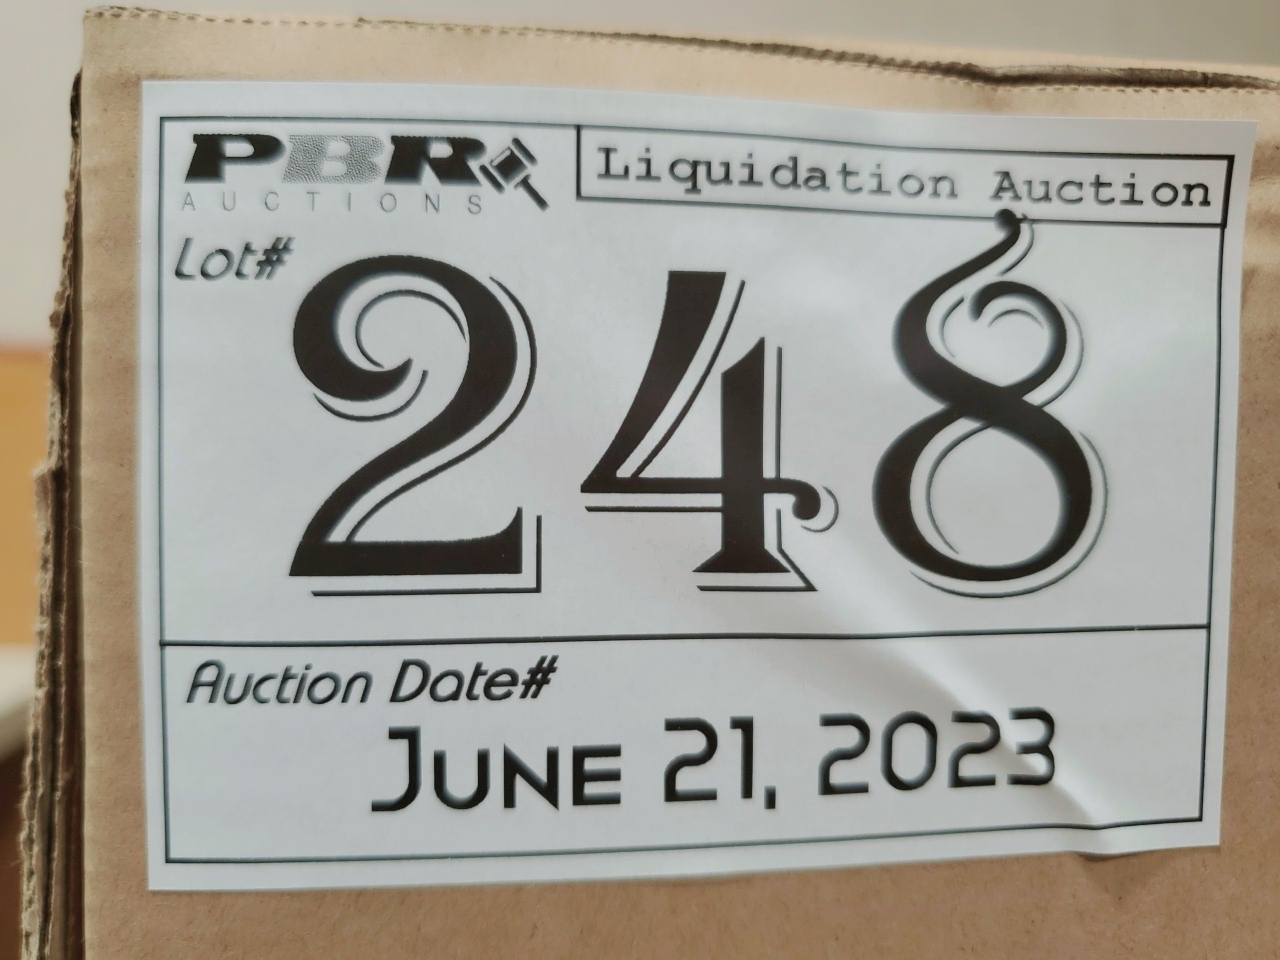 PBR
AUCTIONS
Liquidation Auction
Lot#
248
Auction Date#
June 21, 2023